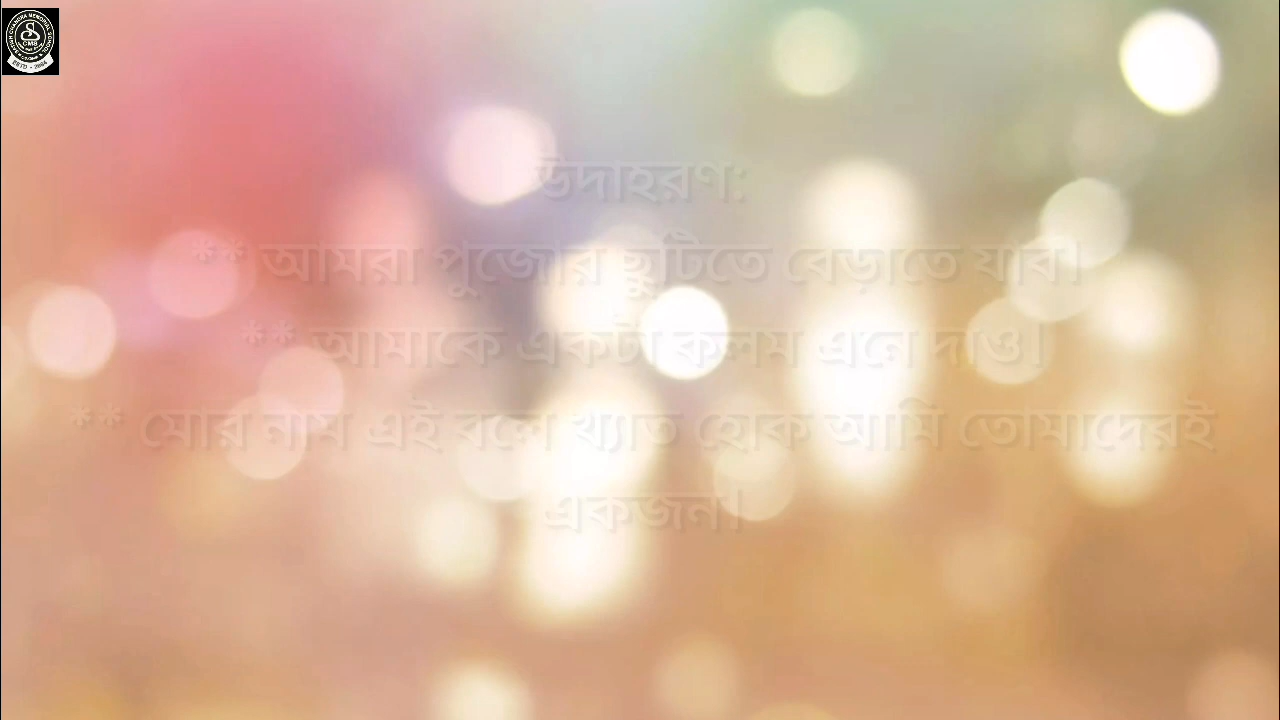 উদাহরণ:
** আমরা পুজোর ছুটিতে বেড়াতে যাব।
** আমাকে একটি কলম এনে দাও।
** মোর নাম এই বলে খ্যাত হোক আমি তোমাদেরই
একজন।